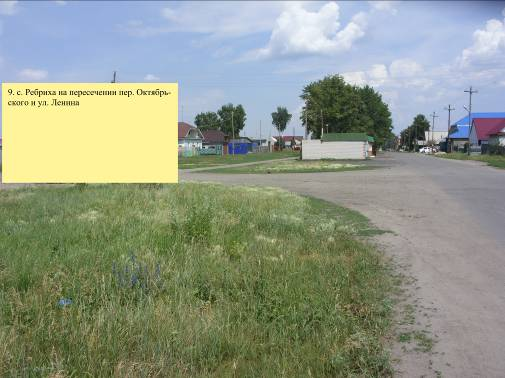 9. с. Ребриха на пересечении пер. Октябрь-
ского и ул. Ленина